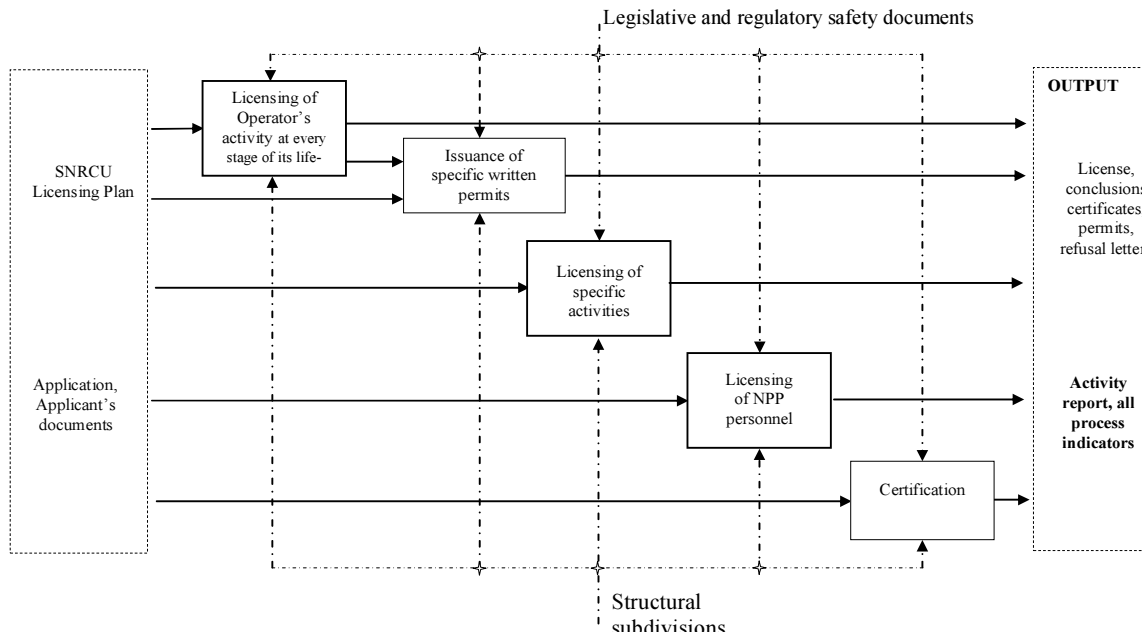 Legislative and regulatory safety documents
SNRCU
Licensing Plan
Application,
Applicant's
documents
Licensing of
Operator's
activity at every
stage of its life-
Issuance of
specific written
permits
Licensing of
specific
activities
Licensing
of NPP
personnel
Certification
OUTPUT
License,
conclusions
certificates
permits,
refusal letter
Activity
report, all
process
indicators
Structural
subdivisions